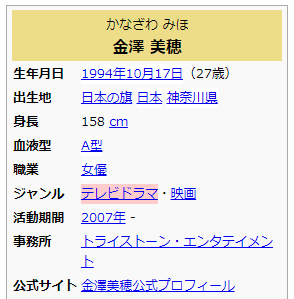 かなざわ みほ
金澤 美穂
生年月日 1994年10月17日（27歳）
出生地 日本の旗 日本 神奈川県
身長 158 cm
血液型 A型
職業 女優
ジャンル テレビドラマ・映画
活動期間 2007年 -
事務所 トライストーン・エンタテイメン
ト
公式サイト 金澤美穂公式プロフィール